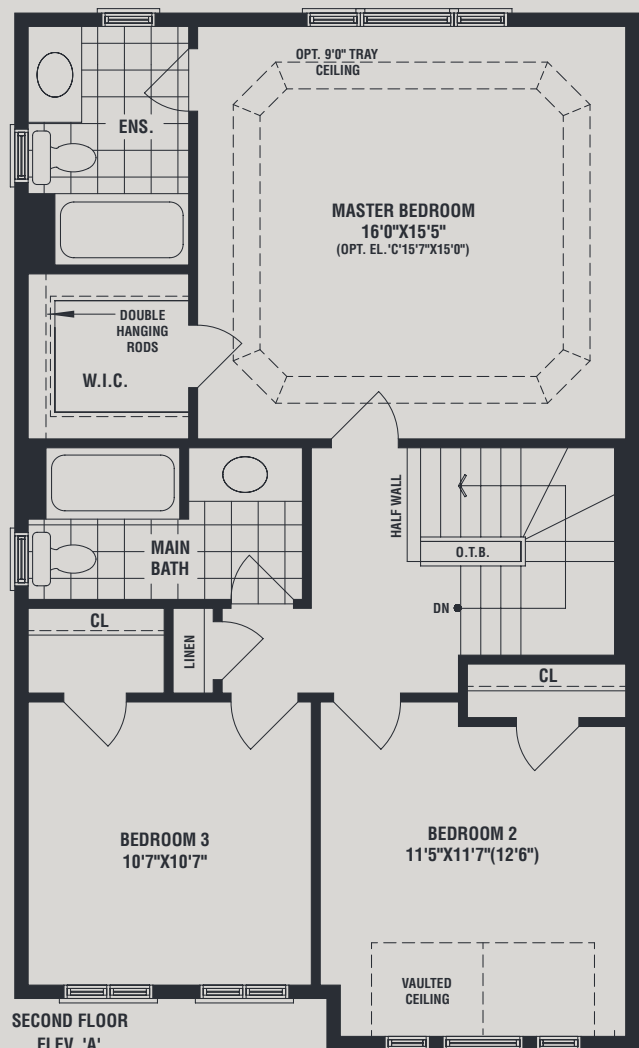 OPT. 9'0" TRAY
CEILING
ENS.
MASTER BEDROOM
16'0"X15'5"
(OPT. EL.'C'15'7"X15'0")
DOUBLE
HANGING
RODS
W.I.C.
HALF WALL
O.T.B.
MAIN
BATH
DN
CL
LINEN
CL
BEDROOM 3
10'7"X10'7"
BEDROOM 2
11'5"X11'7"(12'6")
VAULTED
CEILING
SECOND FLOOR
ELEV. 'A'